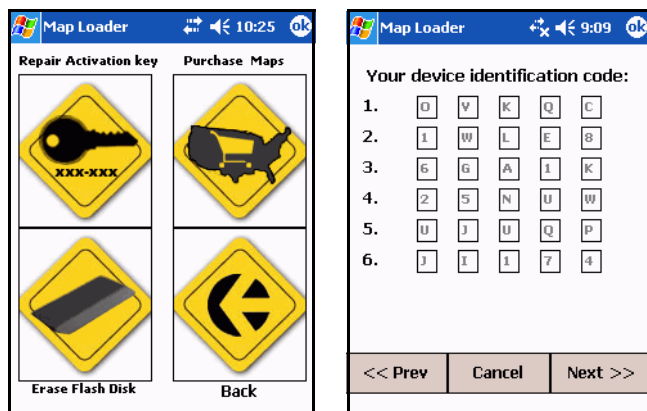 Map Loader 10:25 ok
Repair Activation key Purchase Maps
xxx-xxx
Erase Flash Disk Back
Map Loader 9:09 ok
Your device identification code:
1. O Y K Q C
2. 1 W L E 8
3. 6 G A 1 K
4. 2 5 N U W
5. U J U Q P
6. J I 1 7 4
<< Prev Cancel Next >>